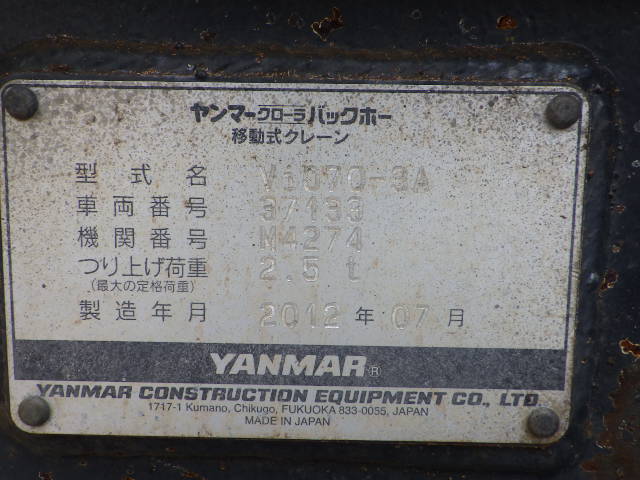 ヤンマークローラバックホー
移動式クレーン
型式名 ViO70-3A
車両番号 37133
機関番号 M4274
つり上げ荷重 2.5 t
(最大の定格荷重)
製造年月 2012 年 07 月
YANMAR ®
YANMAR CONSTRUCTION EQUIPMENT CO., LTD.
1717-1 Kumano, Chikugo, FUKUOKA 833-0055, JAPAN
MADE IN JAPAN